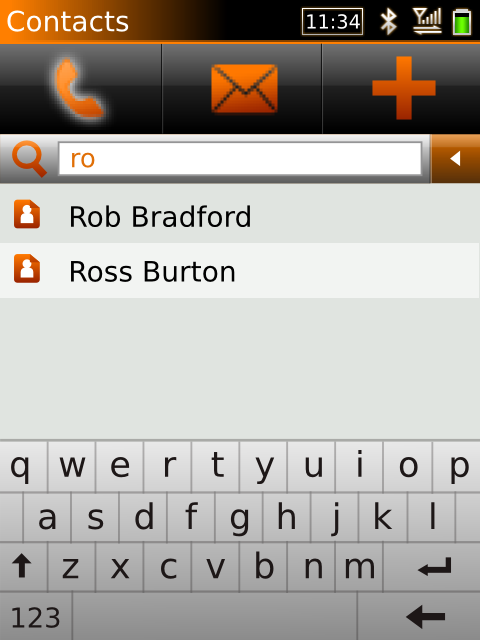 Contacts 11:34
ro
Rob Bradford
Ross Burton
q w e r t y u i o p
a s d f g h j k l
z x c v b n m
123